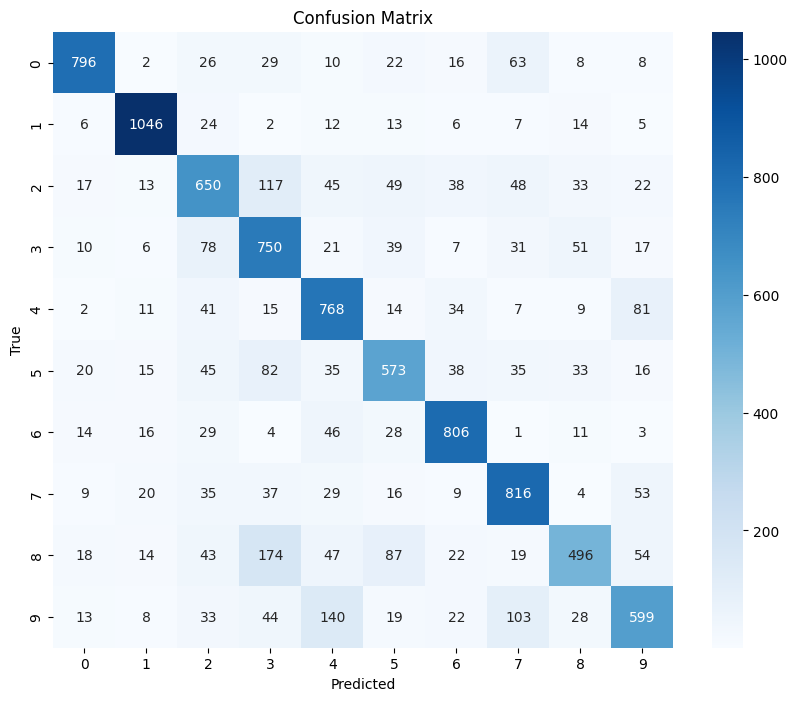 Confusion Matrix
0 796 2 26 29 10 22 16 63 8 8
1 6 1046 24 2 12 13 6 7 14 5
2 17 13 650 117 45 49 38 48 33 22
3 10 6 78 750 21 39 7 31 51 17
4 2 11 41 15 768 14 34 7 9 81
5 20 15 45 82 35 573 38 35 33 16
6 14 16 29 4 46 28 806 1 11 3
7 9 20 35 37 29 16 9 816 4 53
8 18 14 43 174 47 87 22 19 496 54
9 13 8 33 44 140 19 22 103 28 599
0 1 2 3 4 5 6 7 8 9
Predicted
True
1000
800
600
400
200